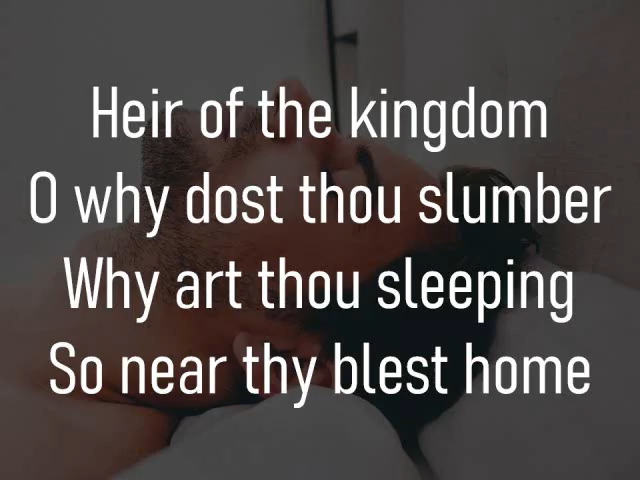 Heir of the kingdom
O why dost thou slumber
Why art thou sleeping
So near thy blest home